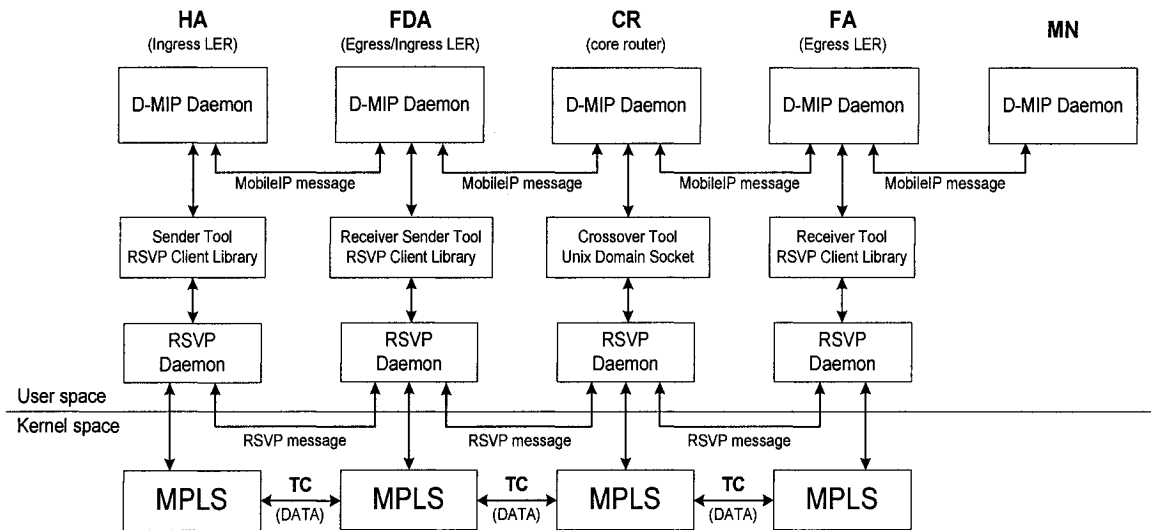 HA
FDA
CR
FA
MN
(Ingress LER)
(Egress/Ingress LER)
(core router)
(Egress LER)
D-MIP Daemon
D-MIP Daemon
D-MIP Daemon
D-MIP Daemon
D-MIP Daemon
MobileIP message
MobileIP message
MobileIP message
MobileIP message
Sender Tool
RSVP Client Library
Receiver Sender Tool
RSVP Client Library
Crossover Tool
Unix Domain Socket
Receiver Tool
RSVP Client Library
RSVP
Daemon
RSVP
Daemon
RSVP
Daemon
RSVP
Daemon
User space
Kernel space
RSVP message
RSVP message
RSVP message
MPLS
TC
(DATA)
MPLS
TC
(DATA)
MPLS
TC
(DATA)
MPLS